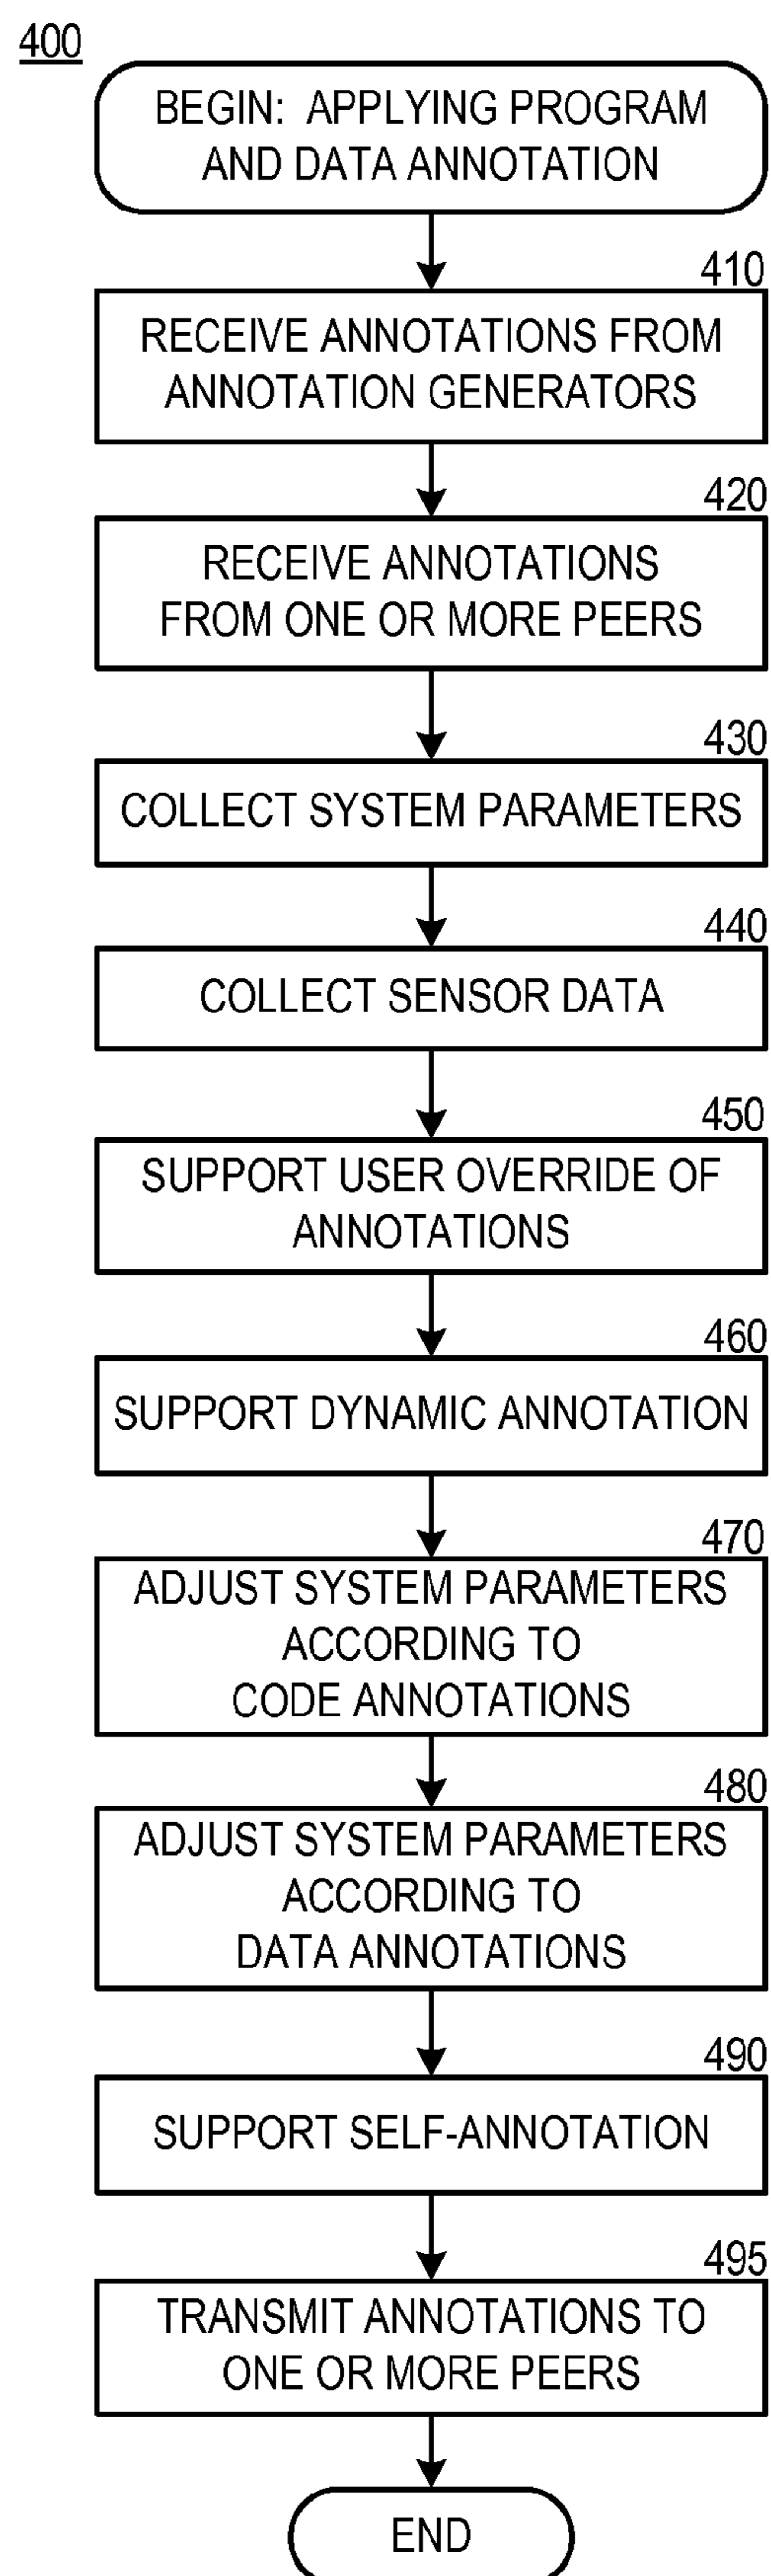 400
BEGIN: APPLYING PROGRAM
AND DATA ANNOTATION
410
RECEIVE ANNOTATIONS FROM
ANNOTATION GENERATORS
420
RECEIVE ANNOTATIONS
FROM ONE OR MORE PEERS
430
COLLECT SYSTEM PARAMETERS
440
COLLECT SENSOR DATA
450
SUPPORT USER OVERRIDE OF
ANNOTATIONS
460
SUPPORT DYNAMIC ANNOTATION
470
ADJUST SYSTEM PARAMETERS
ACCORDING TO
CODE ANNOTATIONS
480
ADJUST SYSTEM PARAMETERS
ACCORDING TO
DATA ANNOTATIONS
490
SUPPORT SELF-ANNOTATION
495
TRANSMIT ANNOTATIONS TO
ONE OR MORE PEERS
END